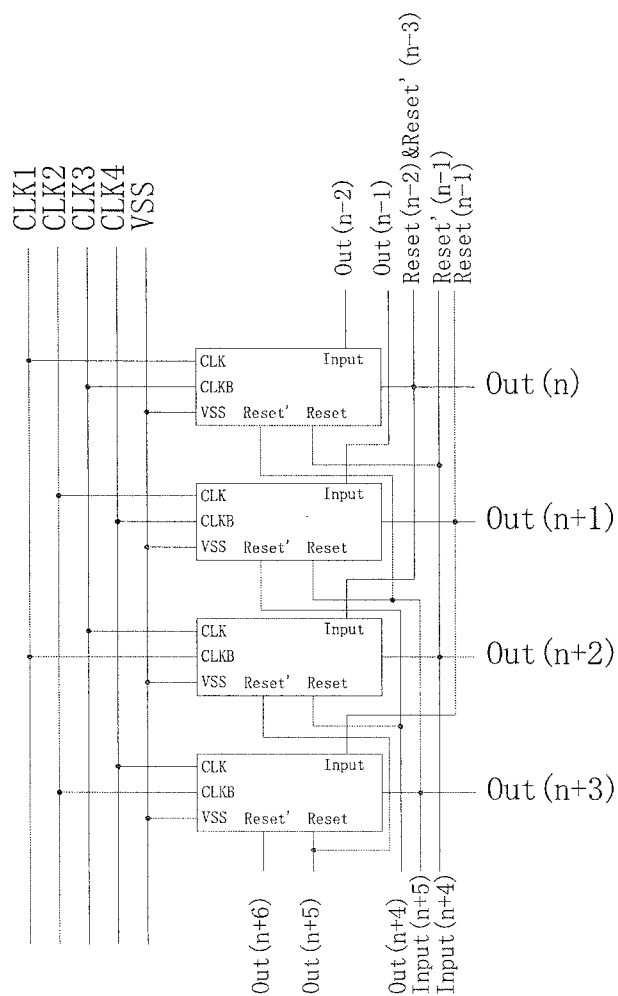 CLK1
CLK2
CLK3
CLK4
VSS
Out(n-2)
Out(n-1)
Reset(n-2)&Reset'(n-3)
Reset'(n-1)
Reset(n-1)
CLK Input
CLKB
VSS Reset' Reset
Out(n)
CLK Input
CLKB
VSS Reset' Reset
Out(n+1)
CLK Input
CLKB
VSS Reset' Reset
Out(n+2)
CLK Input
CLKB
VSS Reset' Reset
Out(n+3)
Out(n+6)
Out(n+5)
Out(n+4)
Input(n+5)
Input(n+4)